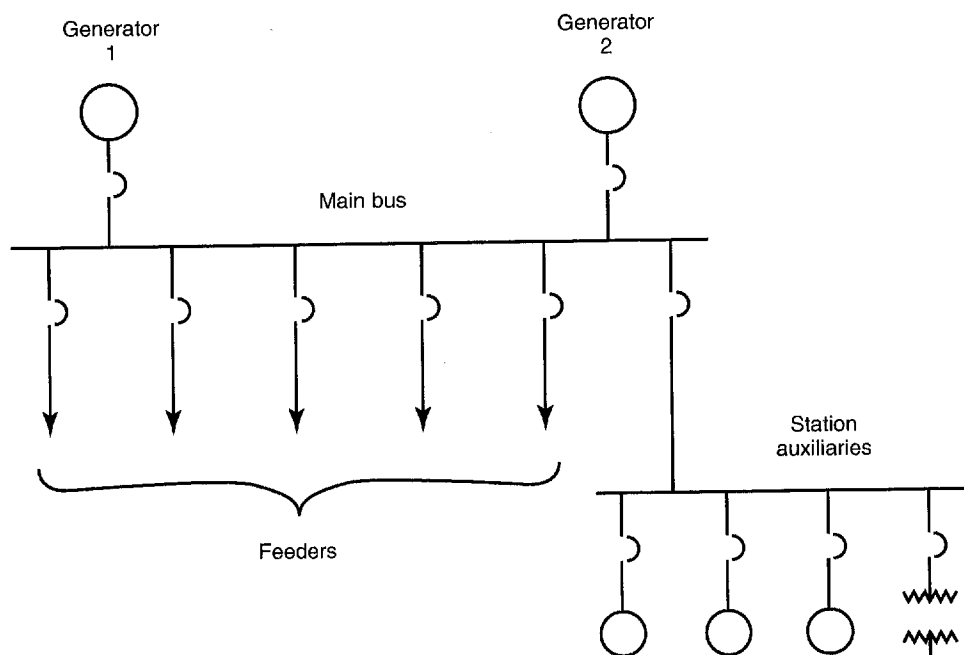 Generator
1
Generator
2
Main bus
Station
auxiliaries
Feeders